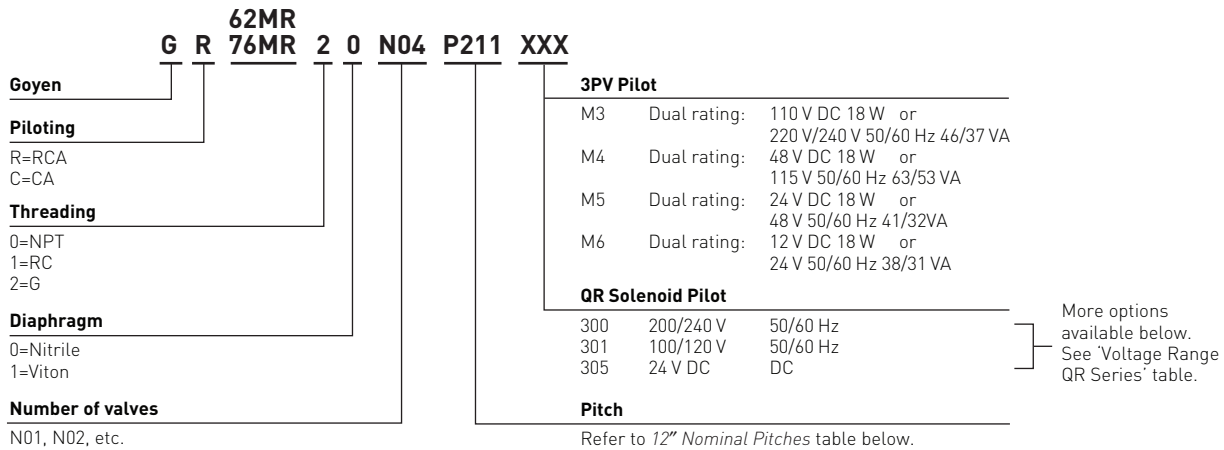 62MR
G R 76MR 2 0 N04 P211 XXX
Goyen
Piloting
R=RCA
C=CA
Threading
0=NPT
1=RC
2=G
Diaphragm
0=Nitrile
1=Viton
Number of valves
N01, N02, etc.
3PV Pilot
M3 Dual rating: 110 V DC 18 W or
220 V/240 V 50/60 Hz 46/37 VA
M4 Dual rating: 48 V DC 18 W or
115 V 50/60 Hz 63/53 VA
M5 Dual rating: 24 V DC 18 W or
48 V 50/60 Hz 41/32VA
M6 Dual rating: 12 V DC 18 W or
24 V 50/60 Hz 38/31 VA
QR Solenoid Pilot
300 200/240 V 50/60 Hz
301 100/120 V 50/60 Hz
305 24 V DC DC
More options
available below.
See 'Voltage Range
QR Series' table.
Pitch
Refer to 12″ Nominal Pitches table below.